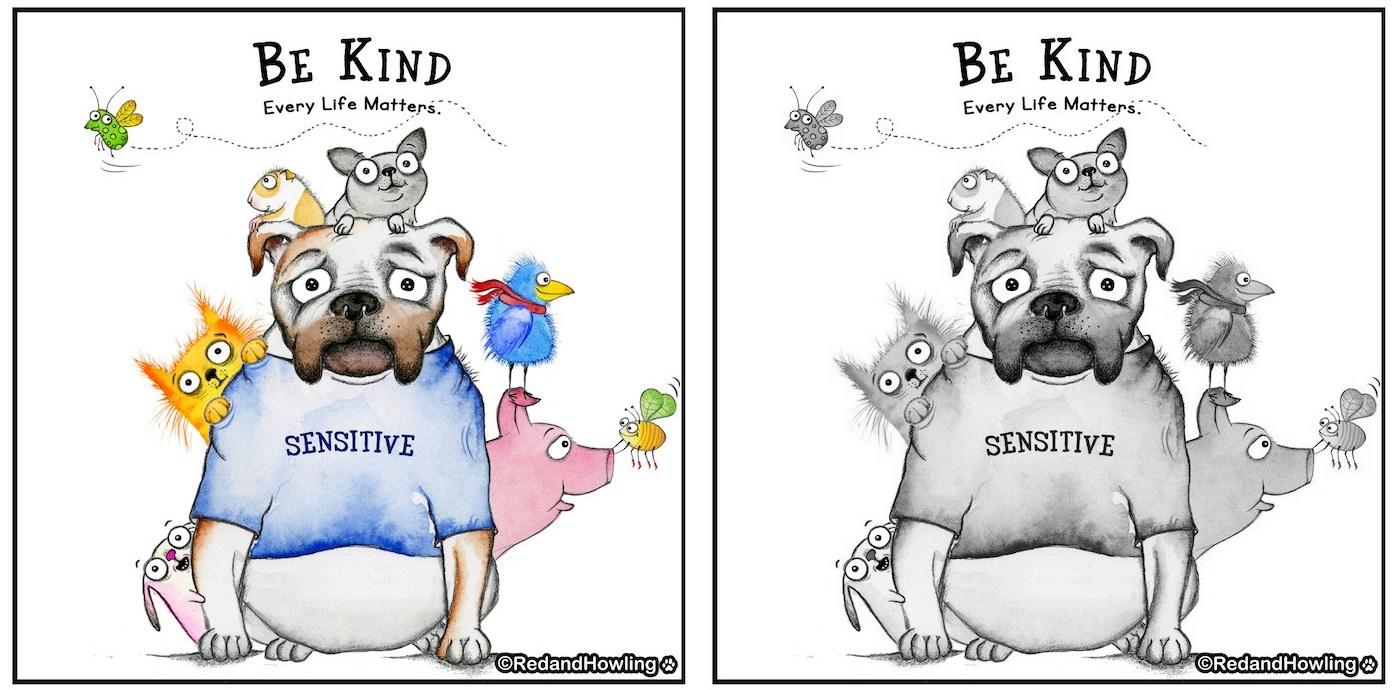 Be Kind
Every Life Matters.
SENSITIVE
©RedandHowling
Be Kind
Every Life Matters.
SENSITIVE
©RedandHowling